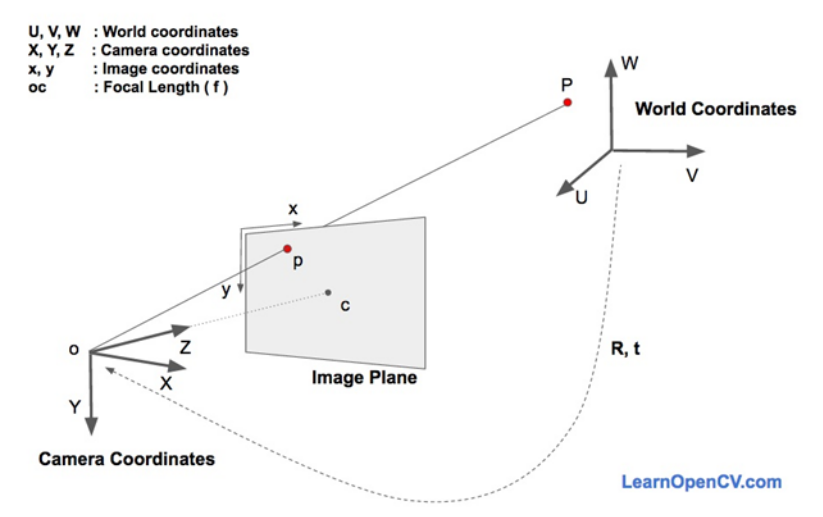 U, V, W : World coordinates
X, Y, Z : Camera coordinates
x, y : Image coordinates
oc : Focal Length ( f )
W
P
World Coordinates
V
U
x
p
y
c
o
Z
X
R, t
Image Plane
Y
Camera Coordinates
LearnOpenCV.com